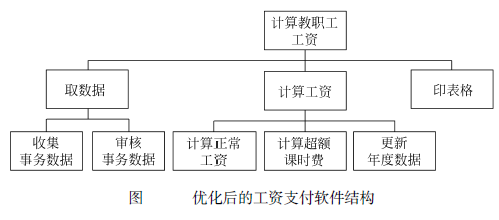 计算教职工
工资
取数据
计算工资
印表格
收集
事务数据
审核
事务数据
计算正常
工资
计算超额
课时费
更新
年度数据
图 优化后的工资支付软件结构